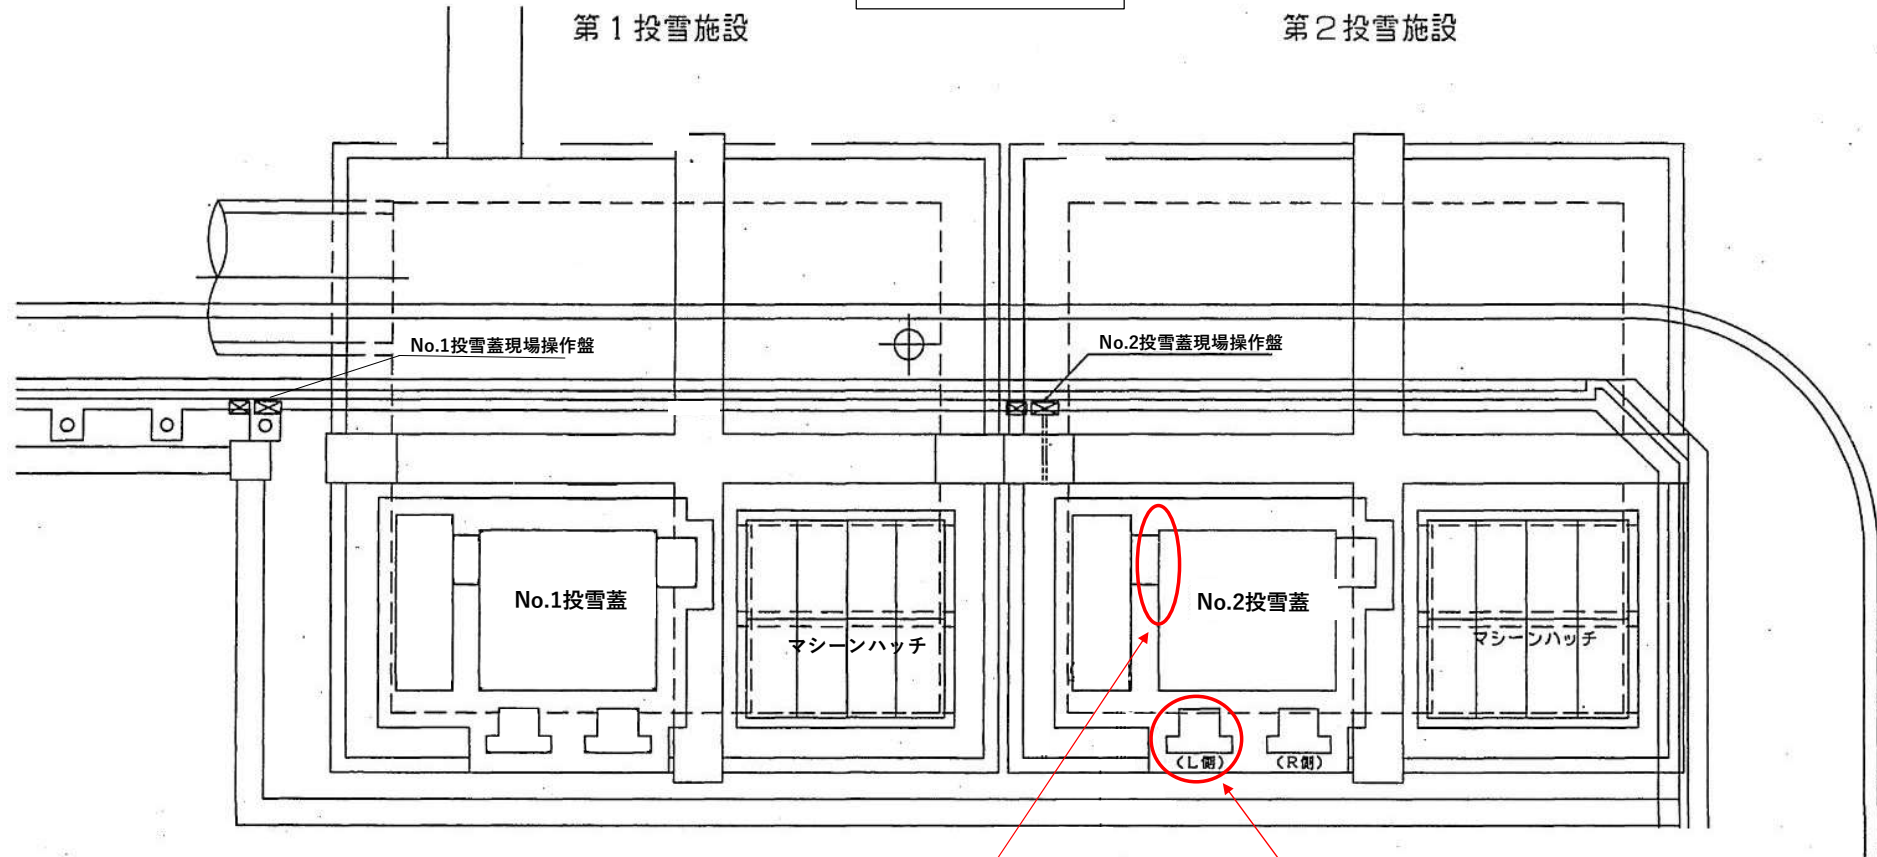 第1投雪施設
第2投雪施設
No.1投雪蓋現場操作盤
No.2投雪蓋現場操作盤
No.1投雪蓋
マシーンハッチ
No.2投雪蓋
マシーンハッチ
(L側)
(R側)